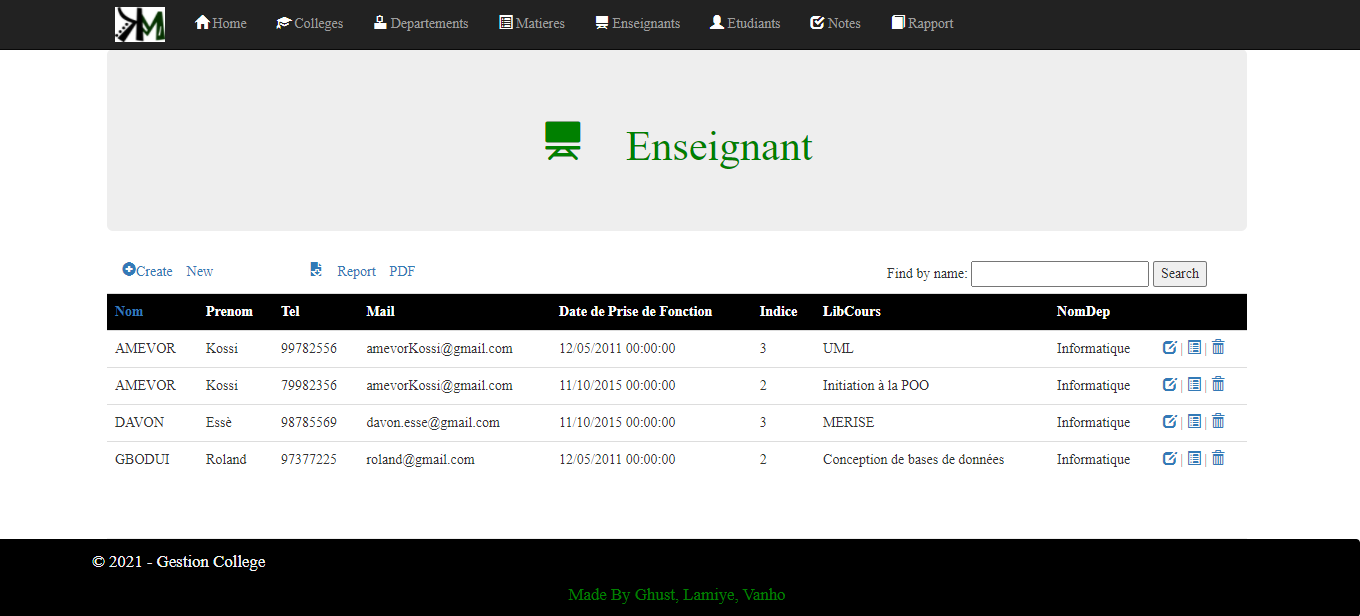 KM Home Colleges Departements Matieres Enseignants Etudiants Notes Rapport
Enseignant
Create New Report PDF Find by name: Search
Nom Prenom Tel Mail Date de Prise de Fonction Indice LibCours NomDep
AMEVOR Kossi 99782556 amevorKossi@gmail.com 12/05/2011 00:00:00 3 UML Informatique | |
AMEVOR Kossi 79982356 amevorKossi@gmail.com 11/10/2015 00:00:00 2 Initiation à la POO Informatique | |
DAVON Essè 98785569 davon.esse@gmail.com 11/10/2015 00:00:00 3 MERISE Informatique | |
GBODUI Roland 97377225 roland@gmail.com 12/05/2011 00:00:00 2 Conception de bases de données Informatique | |
© 2021 - Gestion College
Made By Ghust, Lamiye, Vanho